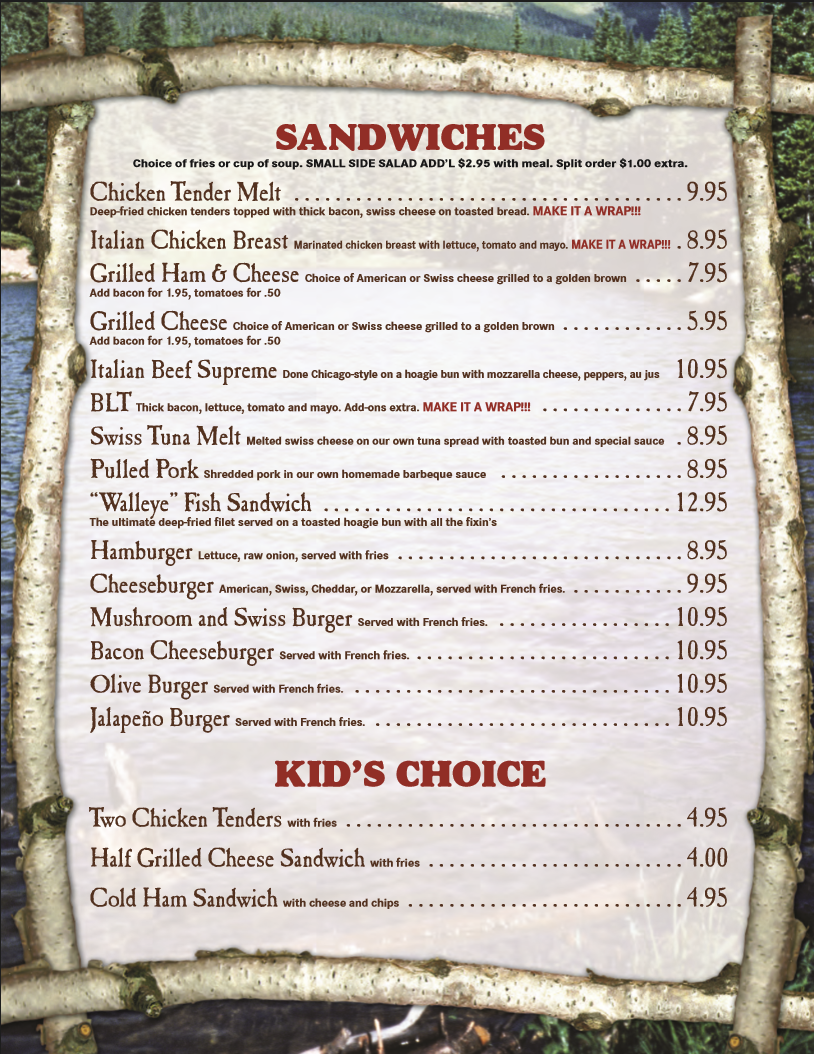 SANDWICHES
Choice of fries or cup of soup. SMALL SIDE SALAD ADD'L $2.95 with meal. Split order $1.00 extra.
Chicken Tender Melt . . . . . . . . . . . . . . . . . . . . . . . . . . . . . . . . . . . . . . 9.95
Deep-fried chicken tenders topped with thick bacon, swiss cheese on toasted bread. MAKE IT A WRAP!!!
Italian Chicken Breast Marinated chicken breast with lettuce, tomato and mayo. MAKE IT A WRAP!!! . 8.95
Grilled Ham & Cheese Choice of American or Swiss cheese grilled to a golden brown . . . . . 7.95
Add bacon for 1.95, tomatoes for .50
Grilled Cheese Choice of American or Swiss cheese grilled to a golden brown . . . . . . . . . . . . 5.95
Add bacon for 1.95, tomatoes for .50
Italian Beef Supreme Done Chicago-style on a hoagie bun with mozzarella cheese, peppers, au jus 10.95
BLT Thick bacon, lettuce, tomato and mayo. Add-ons extra. MAKE IT A WRAP!!! . . . . . . . . . . . . . . 7.95
Swiss Tuna Melt Melted swiss cheese on our own tuna spread with toasted bun and special sauce . 8.95
Pulled Pork Shredded pork in our own homemade barbeque sauce . . . . . . . . . . . . . . . . . . 8.95
“Walleye” Fish Sandwich . . . . . . . . . . . . . . . . . . . . . . . . . . . . . . . . . . 12.95
The ultimate deep-fried filet served on a toasted hoagie bun with all the fixin's
Hamburger Lettuce, raw onion, served with fries . . . . . . . . . . . . . . . . . . . . . . . . . . . . 8.95
Cheeseburger American, Swiss, Cheddar, or Mozzarella, served with French fries. . . . . . . . . . . . 9.95
Mushroom and Swiss Burger Served with French fries. . . . . . . . . . . . . . . . . . 10.95
Bacon Cheeseburger Served with French fries. . . . . . . . . . . . . . . . . . . . . . . . . . 10.95
Olive Burger Served with French fries. . . . . . . . . . . . . . . . . . . . . . . . . . . . . . . . 10.95
Jalapeño Burger Served with French fries. . . . . . . . . . . . . . . . . . . . . . . . . . . . . . 10.95
KID'S CHOICE
Two Chicken Tenders with fries . . . . . . . . . . . . . . . . . . . . . . . . . . . . . . . . . 4.95
Half Grilled Cheese Sandwich with fries . . . . . . . . . . . . . . . . . . . . . . . . . 4.00
Cold Ham Sandwich with cheese and chips . . . . . . . . . . . . . . . . . . . . . . . . . . . 4.95